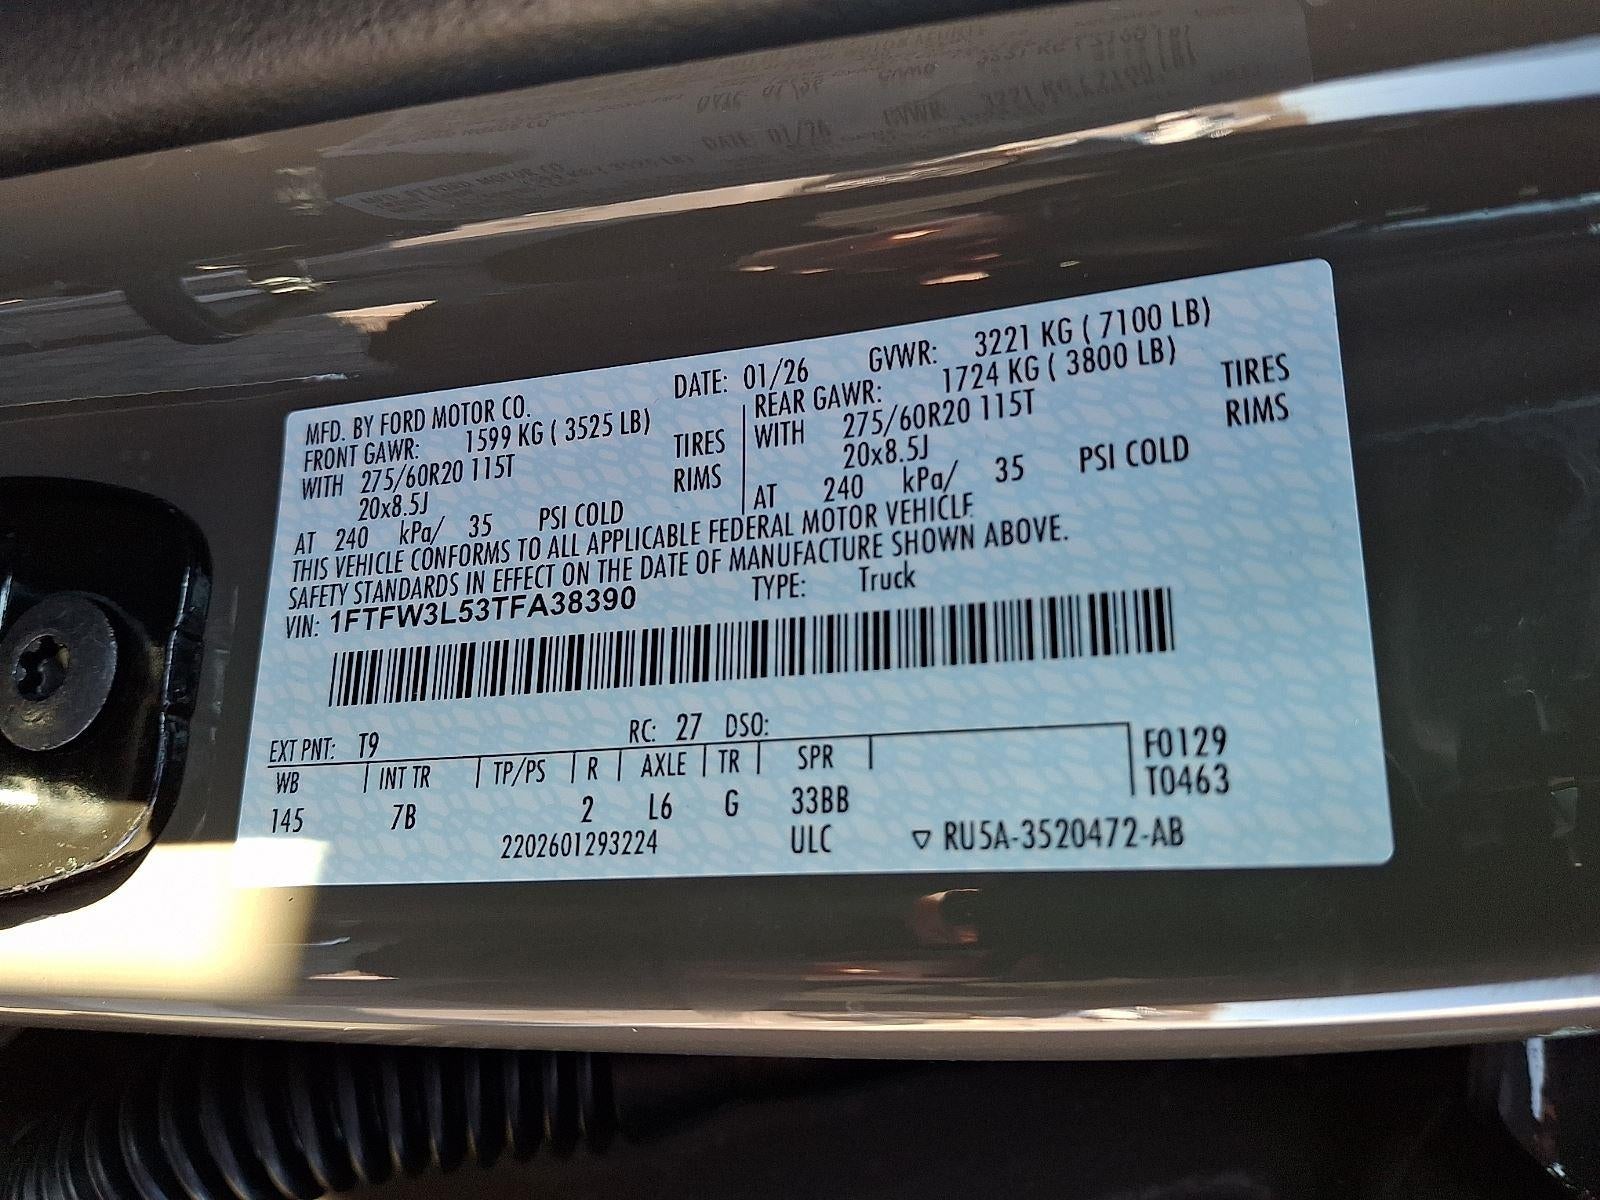 MFD. BY FORD MOTOR CO. DATE: 01/26 GVWR: 3221 KG ( 7100 LB)
FRONT GAWR: 1599 KG ( 3525 LB) REAR GAWR: 1724 KG ( 3800 LB)
WITH 275/60R20 115T TIRES WITH 275/60R20 115T TIRES
20x8.5J RIMS 20x8.5J RIMS
AT 240 kPa/ 35 PSI COLD AT 240 kPa/ 35 PSI COLD
THIS VEHICLE CONFORMS TO ALL APPLICABLE FEDERAL MOTOR VEHICLE
SAFETY STANDARDS IN EFFECT ON THE DATE OF MANUFACTURE SHOWN ABOVE.
VIN: 1FTFW3L53TFA38390 TYPE: Truck
EXT PNT: T9 RC: 27 DSO:
WB INT TR TP/PS R AXLE TR SPR F0129
145 7B 2 L6 G 33BB T0463
2202601293224 ULC ▽ RU5A-3520472-AB